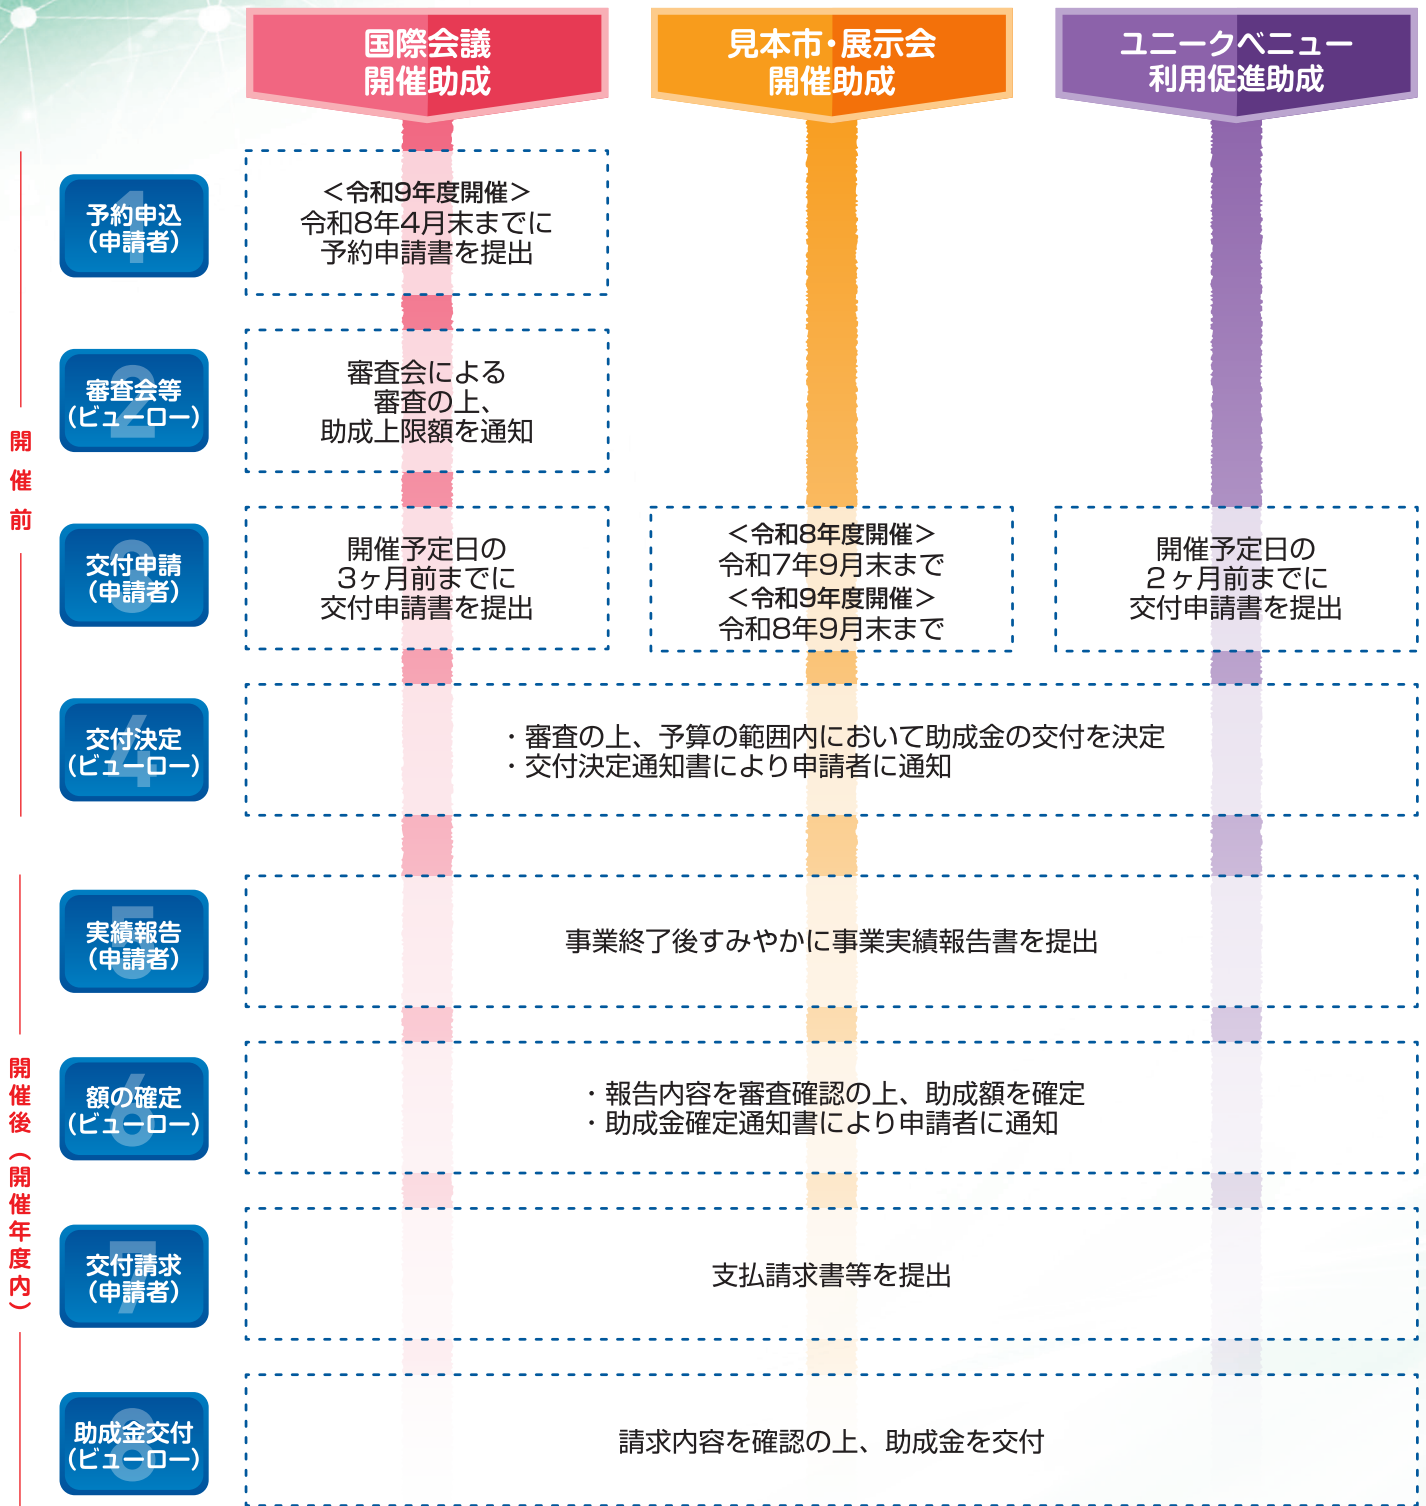 国際会議
開催助成
見本市・展示会
開催助成
ユニークベニュー
利用促進助成
開催前
1
予約申込
(申請者)
＜令和9年度開催＞
令和8年4月末までに
予約申請書を提出
2
審査会等
(ビューロー)
審査会による
審査の上、
助成上限額を通知
3
交付申請
(申請者)
開催予定日の
3ヶ月前までに
交付申請書を提出
＜令和8年度開催＞
令和7年9月末まで
＜令和9年度開催＞
令和8年9月末まで
開催予定日の
2ヶ月前までに
交付申請書を提出
4
交付決定
(ビューロー)
・審査の上、予算の範囲内において助成金の交付を決定
・交付決定通知書により申請者に通知
開催後(開催年度内)
5
実績報告
(申請者)
事業終了後すみやかに事業実績報告書を提出
6
額の確定
(ビューロー)
・報告内容を審査確認の上、助成額を確定
・助成金確定通知書により申請者に通知
7
交付請求
(申請者)
支払請求書等を提出
8
助成金交付
(ビューロー)
請求内容を確認の上、助成金を交付